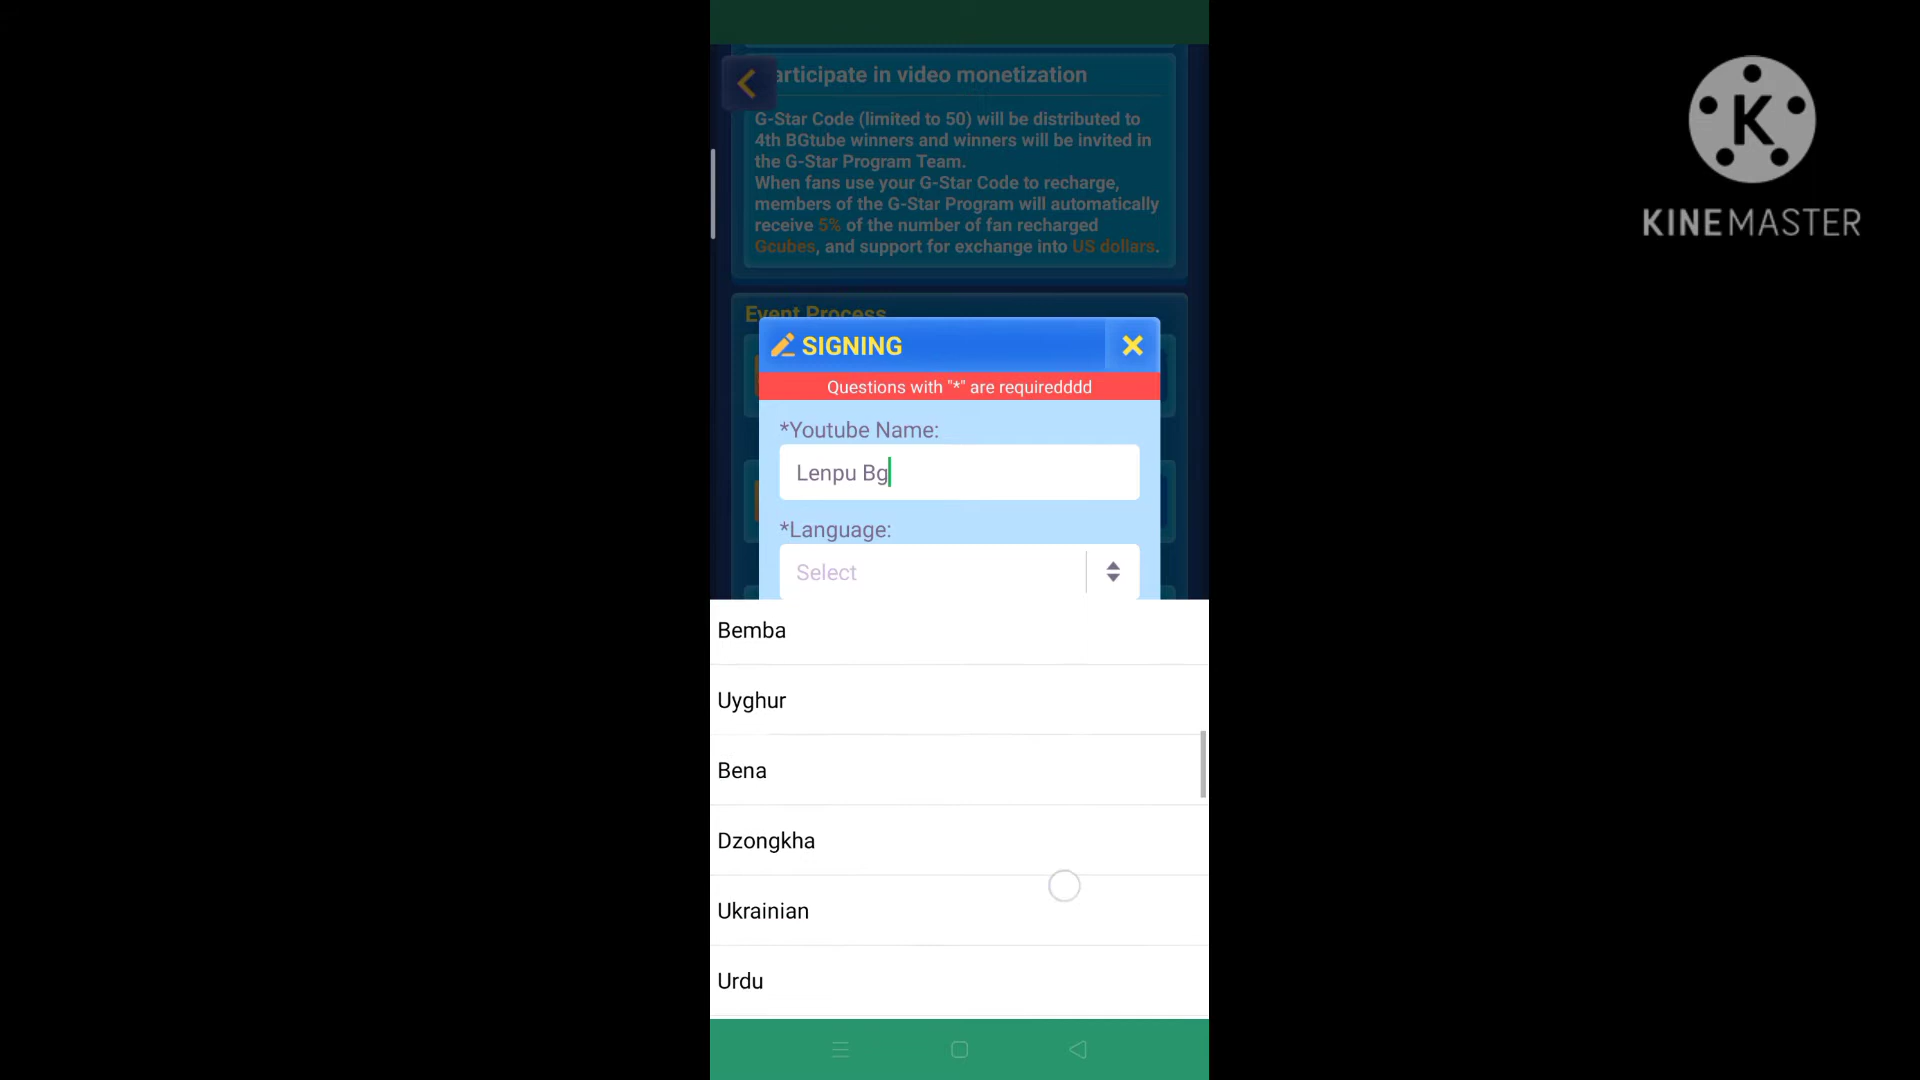 articipate in video monetization
G-Star Code (limited to 50) will be distributed to
4th BGtube winners and winners will be invited in
the G-Star Program Team.
When fans use your G-Star Code to recharge,
members of the G-Star Program will automatically
receive 5% of the number of fan recharged
Gcubes, and support for exchange into US dollars.
Event Process
SIGNING
Questions with "*" are requiredddd
*Youtube Name:
Lenpu Bg
*Language:
Select
Bemba
Uyghur
Bena
Dzongkha
Ukrainian
Urdu
K
KINEMASTER